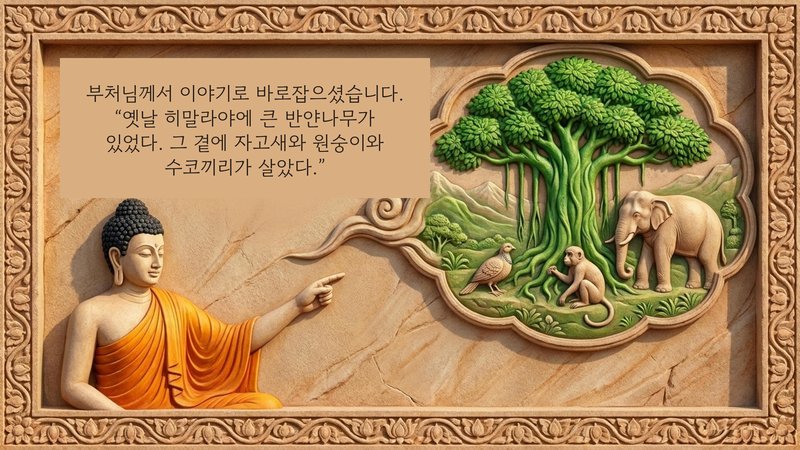 부처님께서 이야기로 바로잡으셨습니다.
“옛날 히말라야에 큰 반얀나무가
있었다. 그 곁에 자고새와 원숭이와
수코끼리가 살았다.”